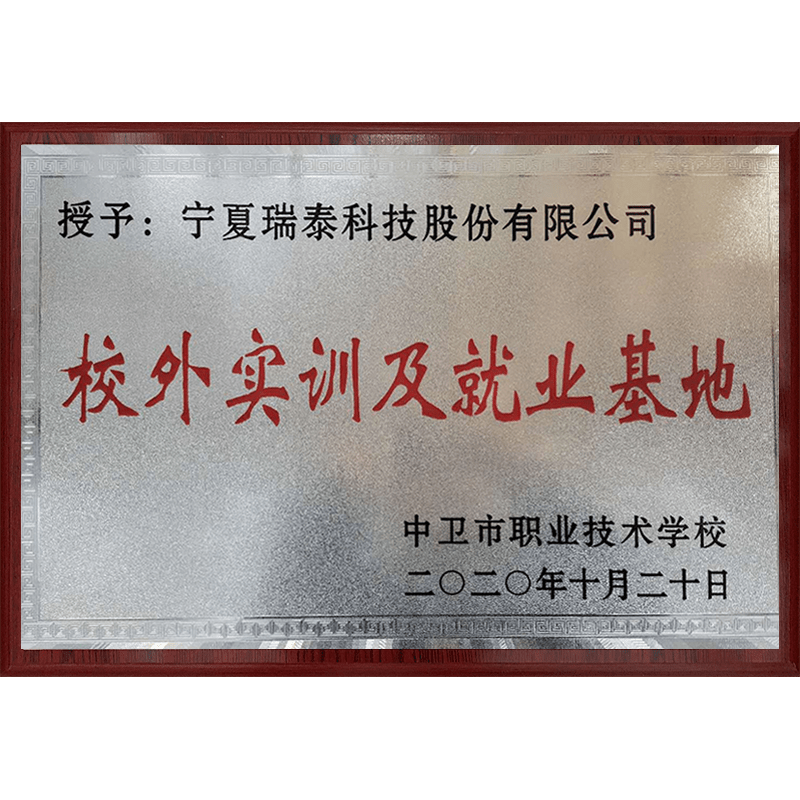 授予：宁夏瑞泰科技股份有限公司
校外实训及就业基地
中卫市职业技术学校
二〇二〇年十月二十日